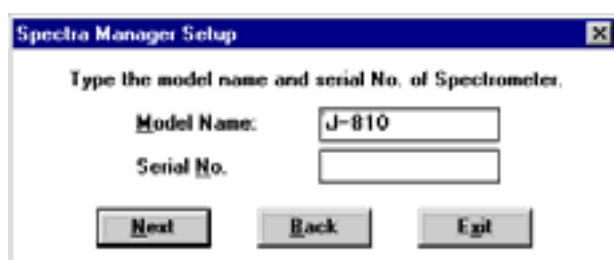 Spectra Manager Setup
Type the model name and serial No. of Spectrometer.
Model Name: J-810
Serial No.
Next Back Exit